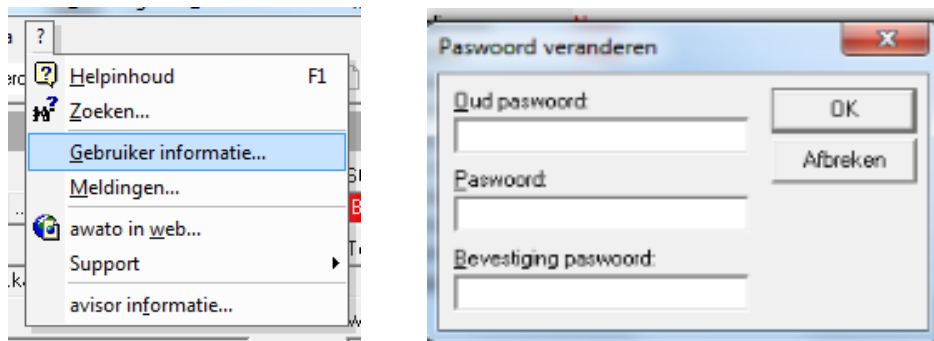 ?
Helpinhoud F1
Zoeken...
Gebruiker informatie...
Meldingen...
awato in web...
Support
avisor informatie...
Paswoord veranderen
Oud paswoord:
OK
Afbreken
Paswoord:
Bevestiging paswoord: